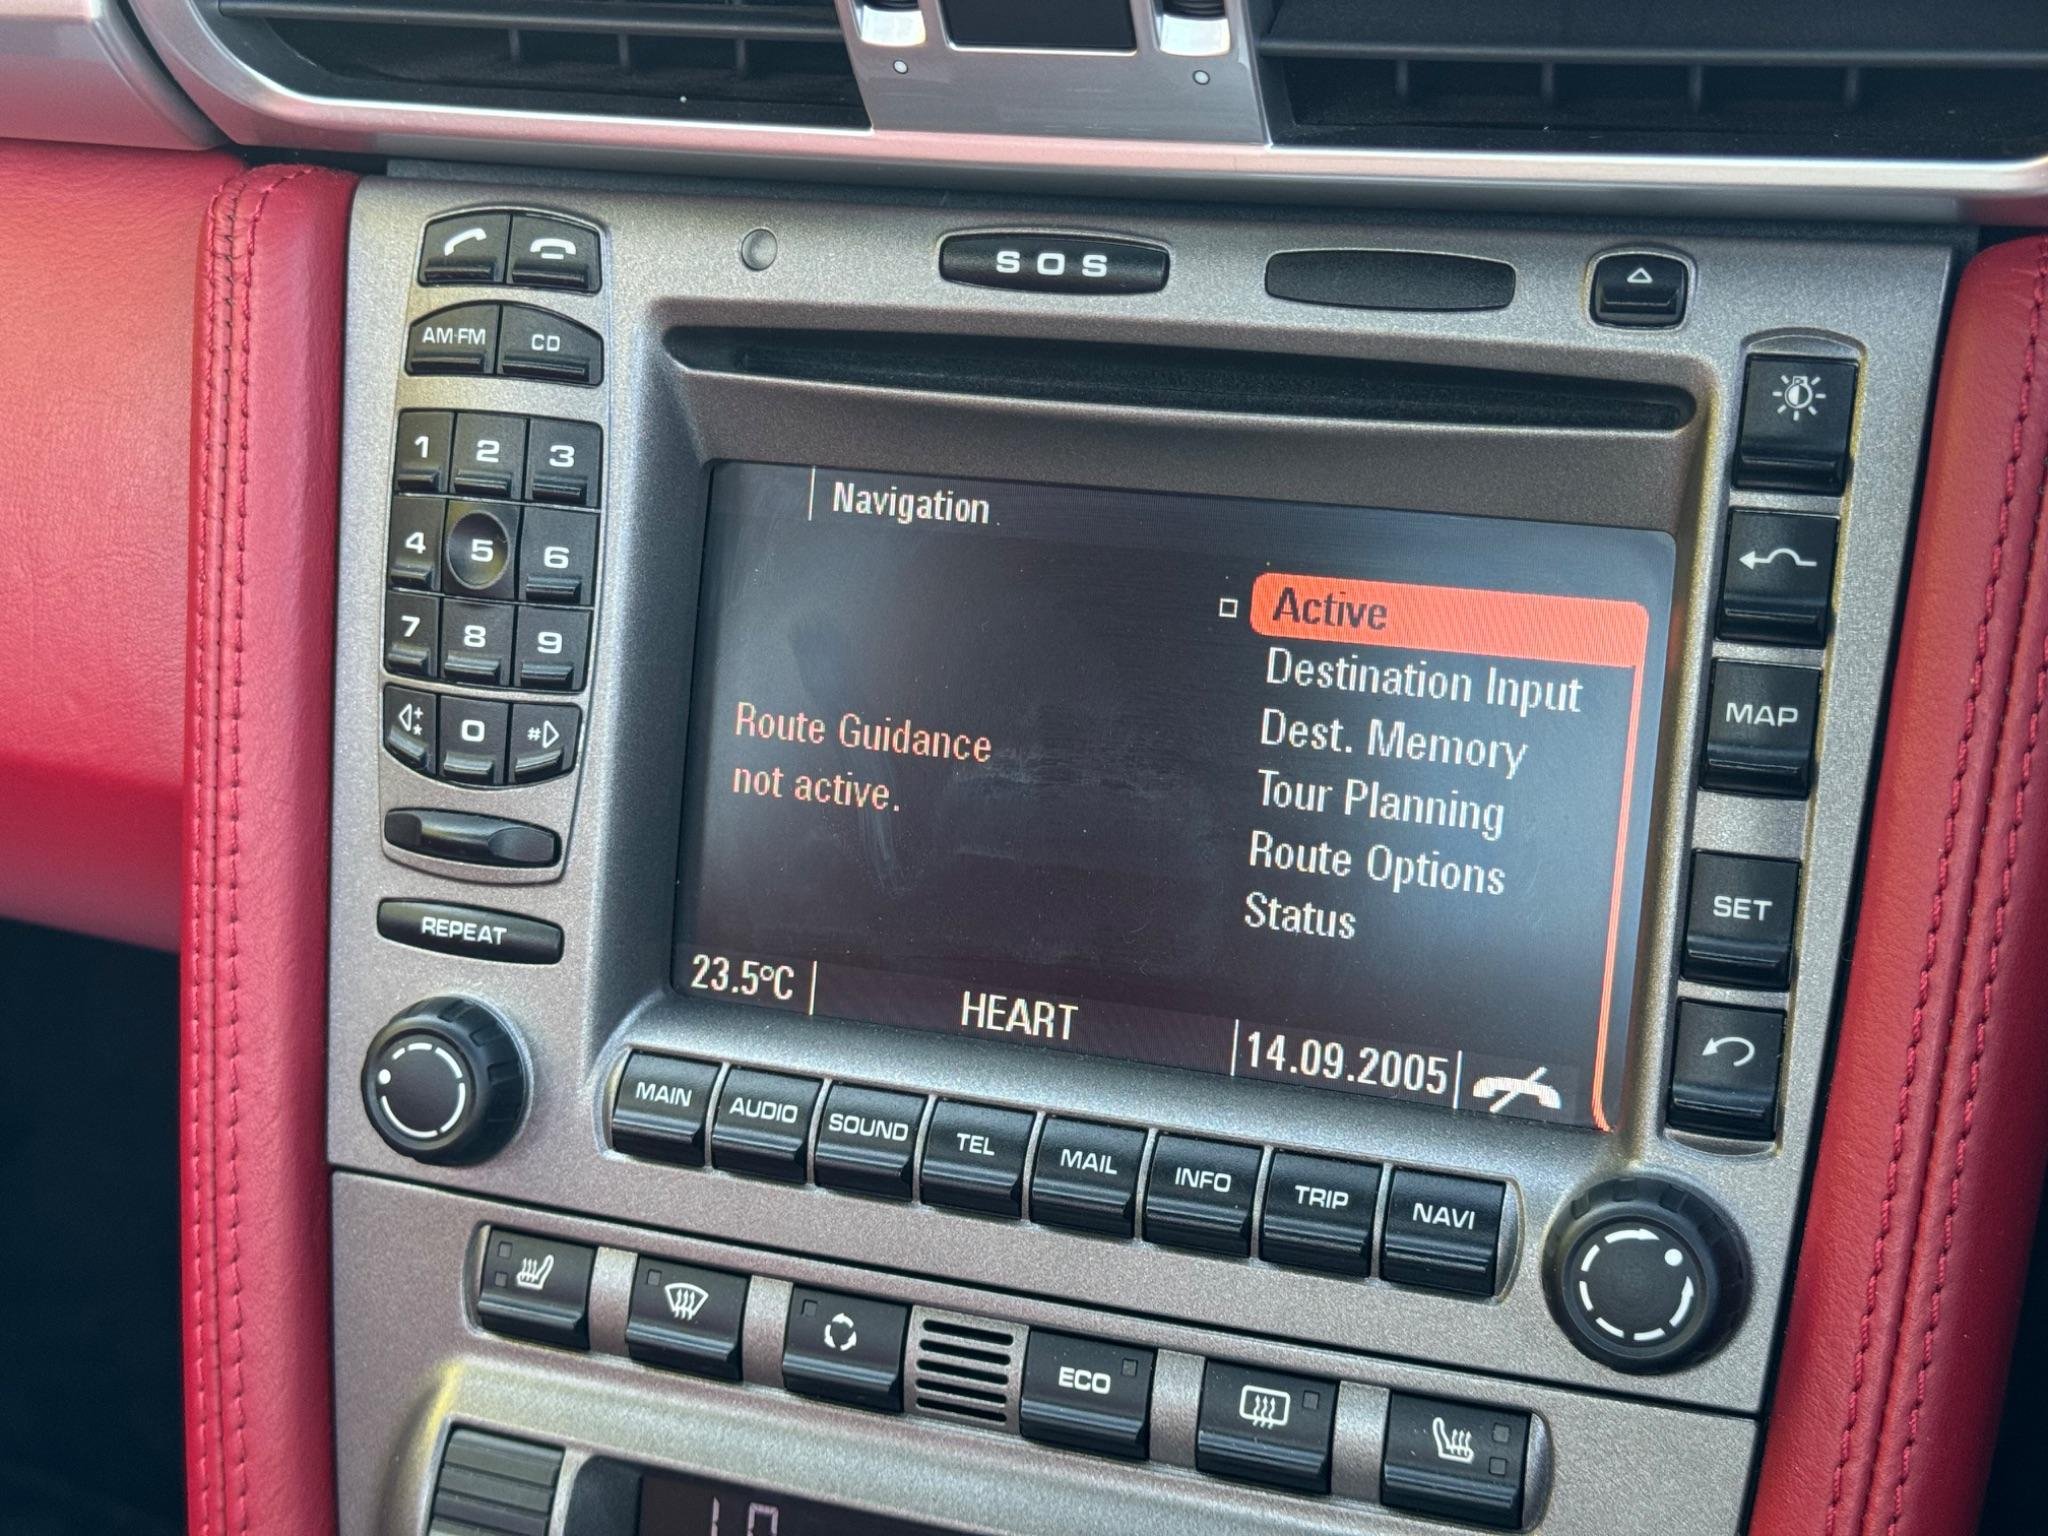 SOS
AM·FM CD
1 2 3
4 5 6
7 8 9
0 #
REPEAT
Navigation
Active
Destination Input
Dest. Memory
Tour Planning
Route Options
Status
Route Guidance
not active.
23.5°C
HEART
14.09.2005
MAP
SET
MAIN AUDIO SOUND TEL MAIL INFO TRIP NAVI
ECO